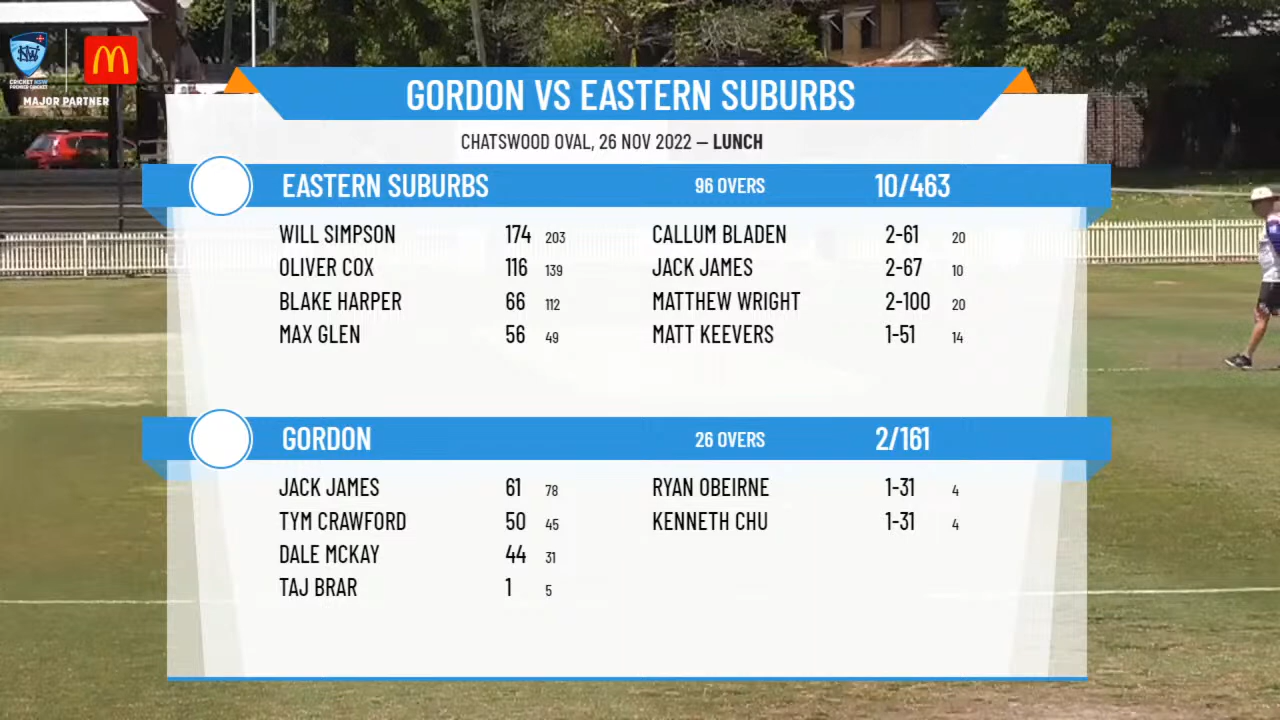 CRICKET NSW
PREMIER CRICKET
MAJOR PARTNER
GORDON VS EASTERN SUBURBS
CHATSWOOD OVAL, 26 NOV 2022 – LUNCH
EASTERN SUBURBS 96 OVERS 10/463
WILL SIMPSON 174 203 CALLUM BLADEN 2-61 20
OLIVER COX 116 139 JACK JAMES 2-67 10
BLAKE HARPER 66 112 MATTHEW WRIGHT 2-100 20
MAX GLEN 56 49 MATT KEEVERS 1-51 14
GORDON 26 OVERS 2/161
JACK JAMES 61 78 RYAN OBEIRNE 1-31 4
TYM CRAWFORD 50 45 KENNETH CHU 1-31 4
DALE MCKAY 44 31
TAJ BRAR 1 5